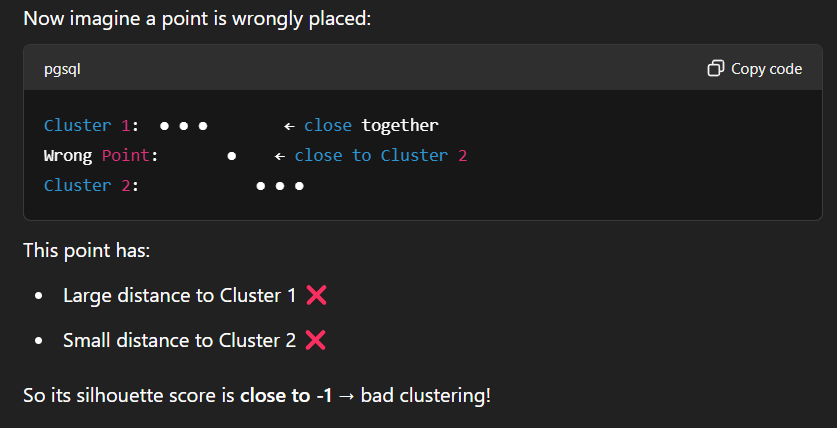 Now imagine a point is wrongly placed:
pgsql Copy code
Cluster 1: ● ● ● ← close together
Wrong Point: ● ← close to Cluster 2
Cluster 2: ● ● ●
This point has:
• Large distance to Cluster 1 ❌
• Small distance to Cluster 2 ❌
So its silhouette score is close to -1 → bad clustering!